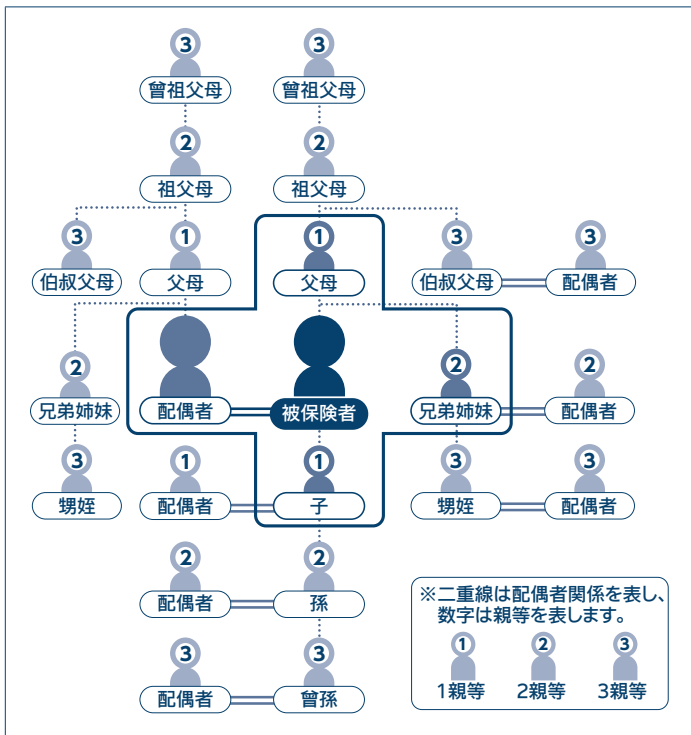 3 3
曾祖父母 曾祖父母
2 2
祖父母 祖父母
3 1 1 3 3
伯叔父母 父母 父母 伯叔父母 配偶者
2 2 2
兄弟姉妹 配偶者 被保険者 兄弟姉妹 配偶者
3 1 1 3 3
甥姪 配偶者 子 甥姪 配偶者
2 2
配偶者 孫
3 3
配偶者 曾孫
※二重線は配偶者関係を表し、
数字は親等を表します。
1 2 3
1親等 2親等 3親等